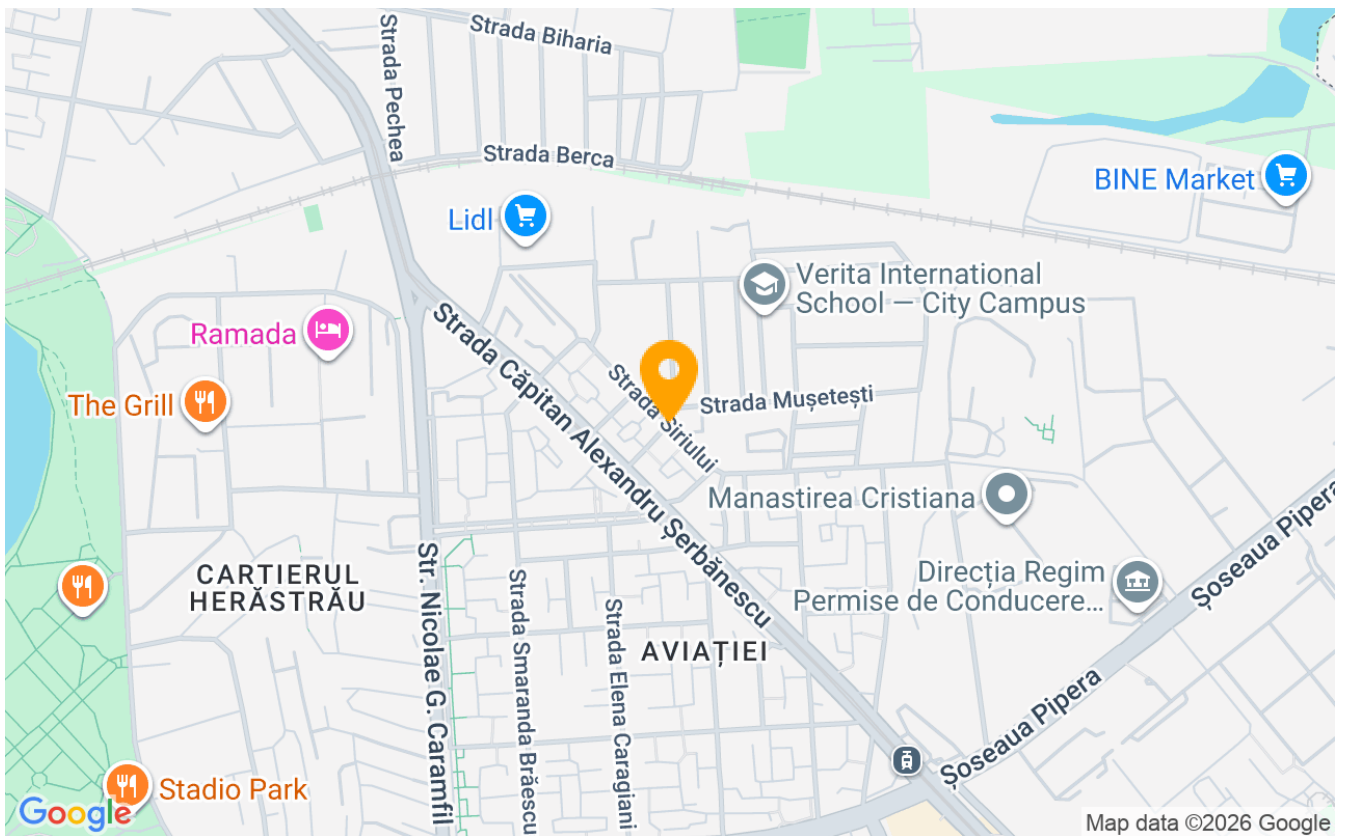 Strada Biharia
Strada Pechea
Strada Berca
BINE Market
Lidl
Verita International
School — City Campus
Ramada
Strada Căpitan Alexandru Șerbănescu
The Grill
Strada Siriului
Strada Mușetești
Manastirea Cristiana
Șoseaua Pipera
Direcția Regim
Permise de Conducere...
CARTIERUL
HERĂSTRĂU
Str. Nicolae G. Caramfil
Strada Smaranda Brăescu
Strada Elena Caragiani
AVIAȚIEI
Șoseaua Pipera
Stadio Park
Google
Map data ©2026 Google